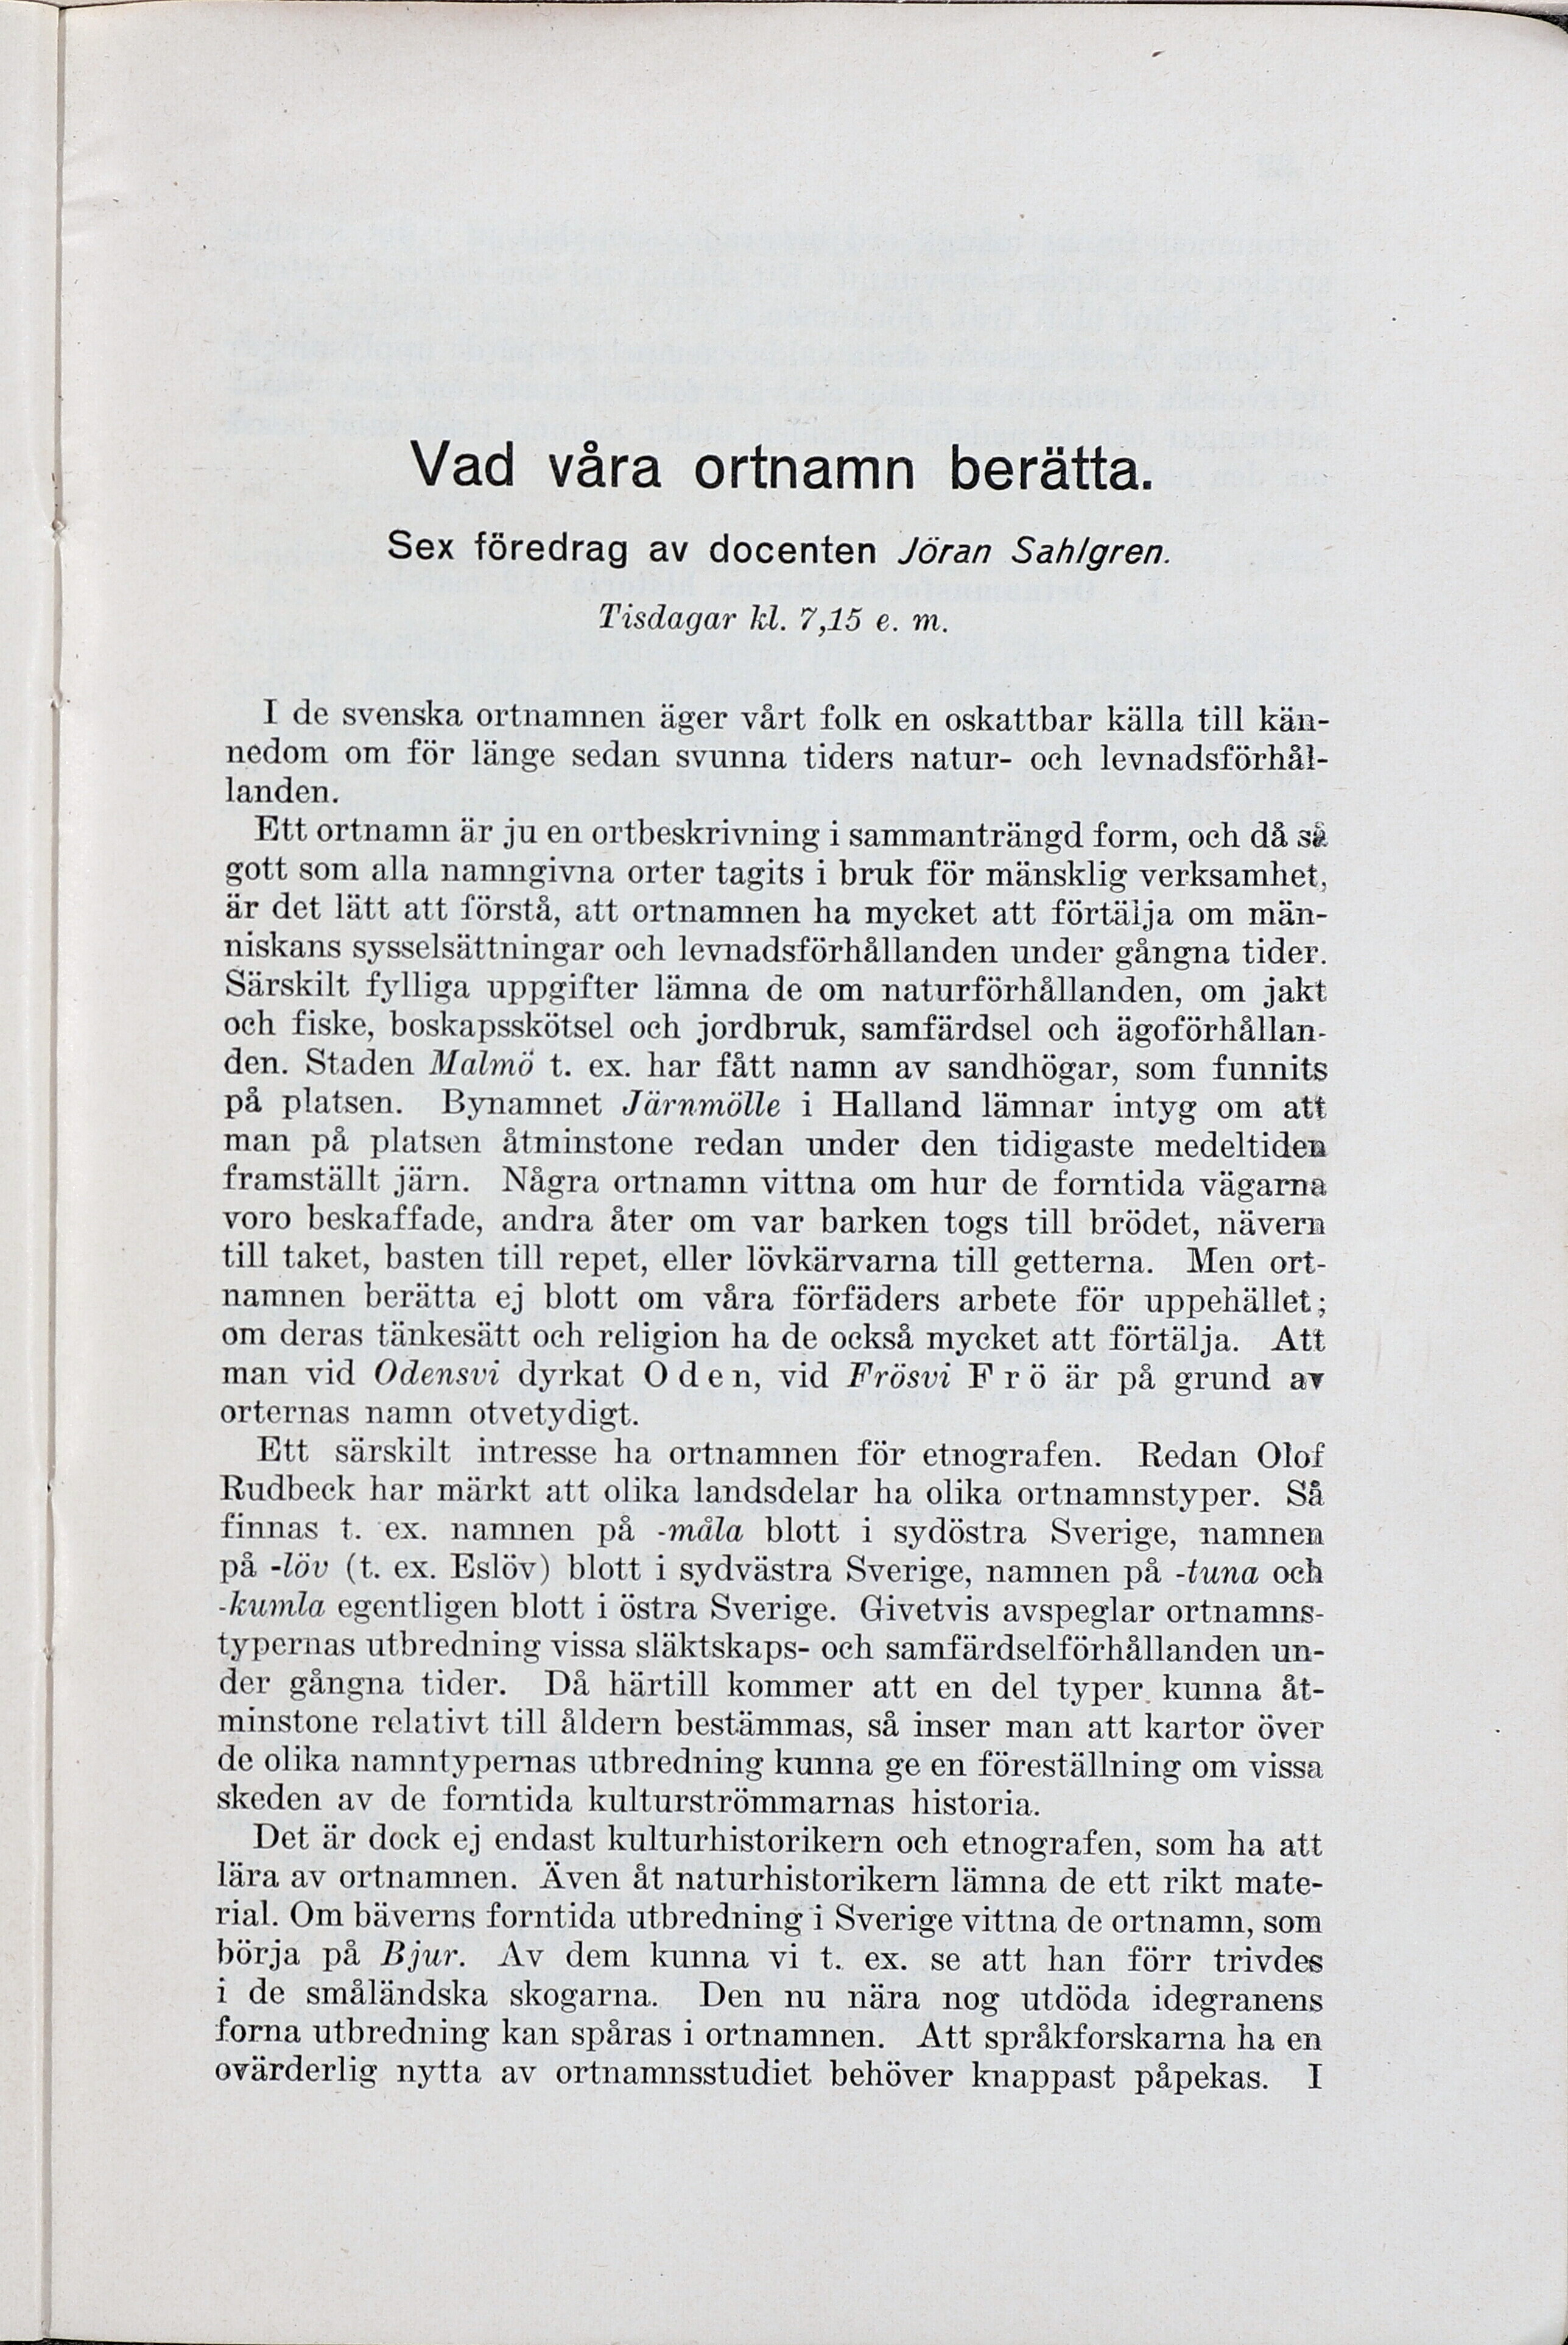 Vad våra ortnamn berätta.
Sex föredrag av docenten Jöran Sahlgren.
Tisdagar kl. 7,15 e. m.
I de svenska ortnamnen äger vårt folk en oskattbar källa till kän-
nedom om för länge sedan svunna tiders natur- och levnadsförhål-
landen.
Ett ortnamn är ju en ortbeskrivning i sammanträngd form, och då så
gott som alla namngivna orter tagits i bruk för mänsklig verksamhet,
är det lätt att förstå, att ortnamnen ha mycket att förtälja om män-
niskans sysselsättningar och levnadsförhållanden under gångna tider.
Särskilt fylliga uppgifter lämna de om naturförhållanden, om jakt
och fiske, boskapsskötsel och jordbruk, samfärdsel och ägoförhållan-
den. Staden Malmö t. ex. har fått namn av sandhögar, som funnits
på platsen. Bynamnet Järnmölle i Halland lämnar intyg om att
man på platsen åtminstone redan under den tidigaste medeltiden
framställt järn. Några ortnamn vittna om hur de forntida vägarna
voro beskaffade, andra åter om var barken togs till brödet, nävern
till taket, basten till repet, eller lövkärvarna till getterna. Men ort-
namnen berätta ej blott om våra förfäders arbete för uppehället;
om deras tänkesätt och religion ha de också mycket att förtälja. Att
man vid Odensvi dyrkat Oden, vid Frösvi Frö är på grund av
orternas namn otvetydigt.
Ett särskilt intresse ha ortnamnen för etnografen. Redan Olof
Rudbeck har märkt att olika landsdelar ha olika ortnamnstyper. Så
finnas t. ex. namnen på -måla blott i sydöstra Sverige, namnen
på -löv (t. ex. Eslöv) blott i sydvästra Sverige, namnen på -tuna och
-kumla egentligen blott i östra Sverige. Givetvis avspeglar ortnamns-
typernas utbredning vissa släktskaps- och samfärdselförhållanden un-
der gångna tider. Då härtill kommer att en del typer kunna åt-
minstone relativt till åldern bestämmas, så inser man att kartor över
de olika namntypernas utbredning kunna ge en föreställning om vissa
skeden av de forntida kulturströmmarnas historia.
Det är dock ej endast kulturhistorikern och etnografen, som ha att
lära av ortnamnen. Även åt naturhistorikern lämna de ett rikt mate-
rial. Om bäverns forntida utbredning i Sverige vittna de ortnamn, som
börja på Bjur. Av dem kunna vi t. ex. se att han förr trivdes
i de småländska skogarna. Den nu nära nog utdöda idegranens
forna utbredning kan spåras i ortnamnen. Att språkforskarna ha en
ovärderlig nytta av ortnamnsstudiet behöver knappast påpekas. I